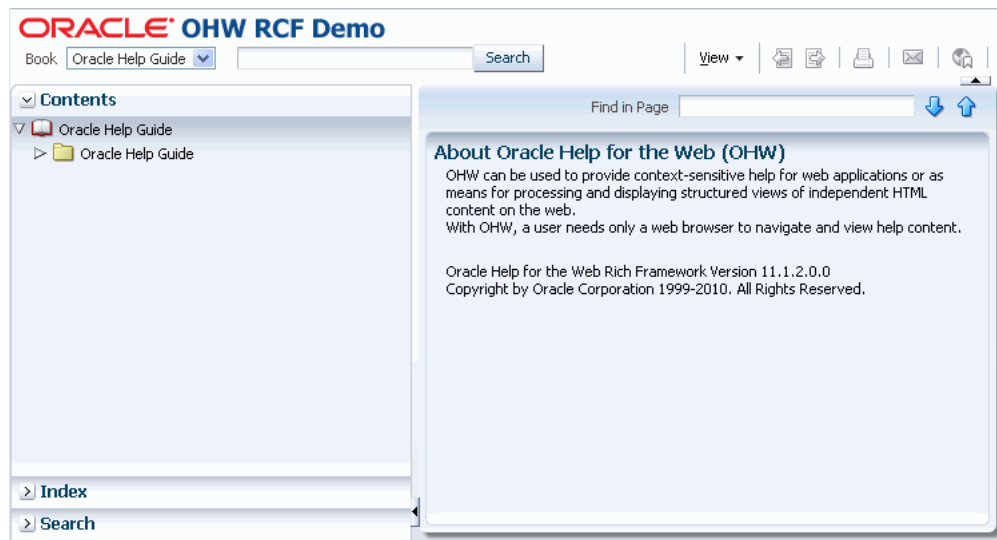 ORACLE® OHW RCF Demo
Book Oracle Help Guide Search View
Contents
Oracle Help Guide
Oracle Help Guide
Index
Search
Find in Page
About Oracle Help for the Web (OHW)
OHW can be used to provide context-sensitive help for web applications or as
means for processing and displaying structured views of independent HTML
content on the web.
With OHW, a user needs only a web browser to navigate and view help content.
Oracle Help for the Web Rich Framework Version 11.1.2.0.0
Copyright by Oracle Corporation 1999-2010. All Rights Reserved.